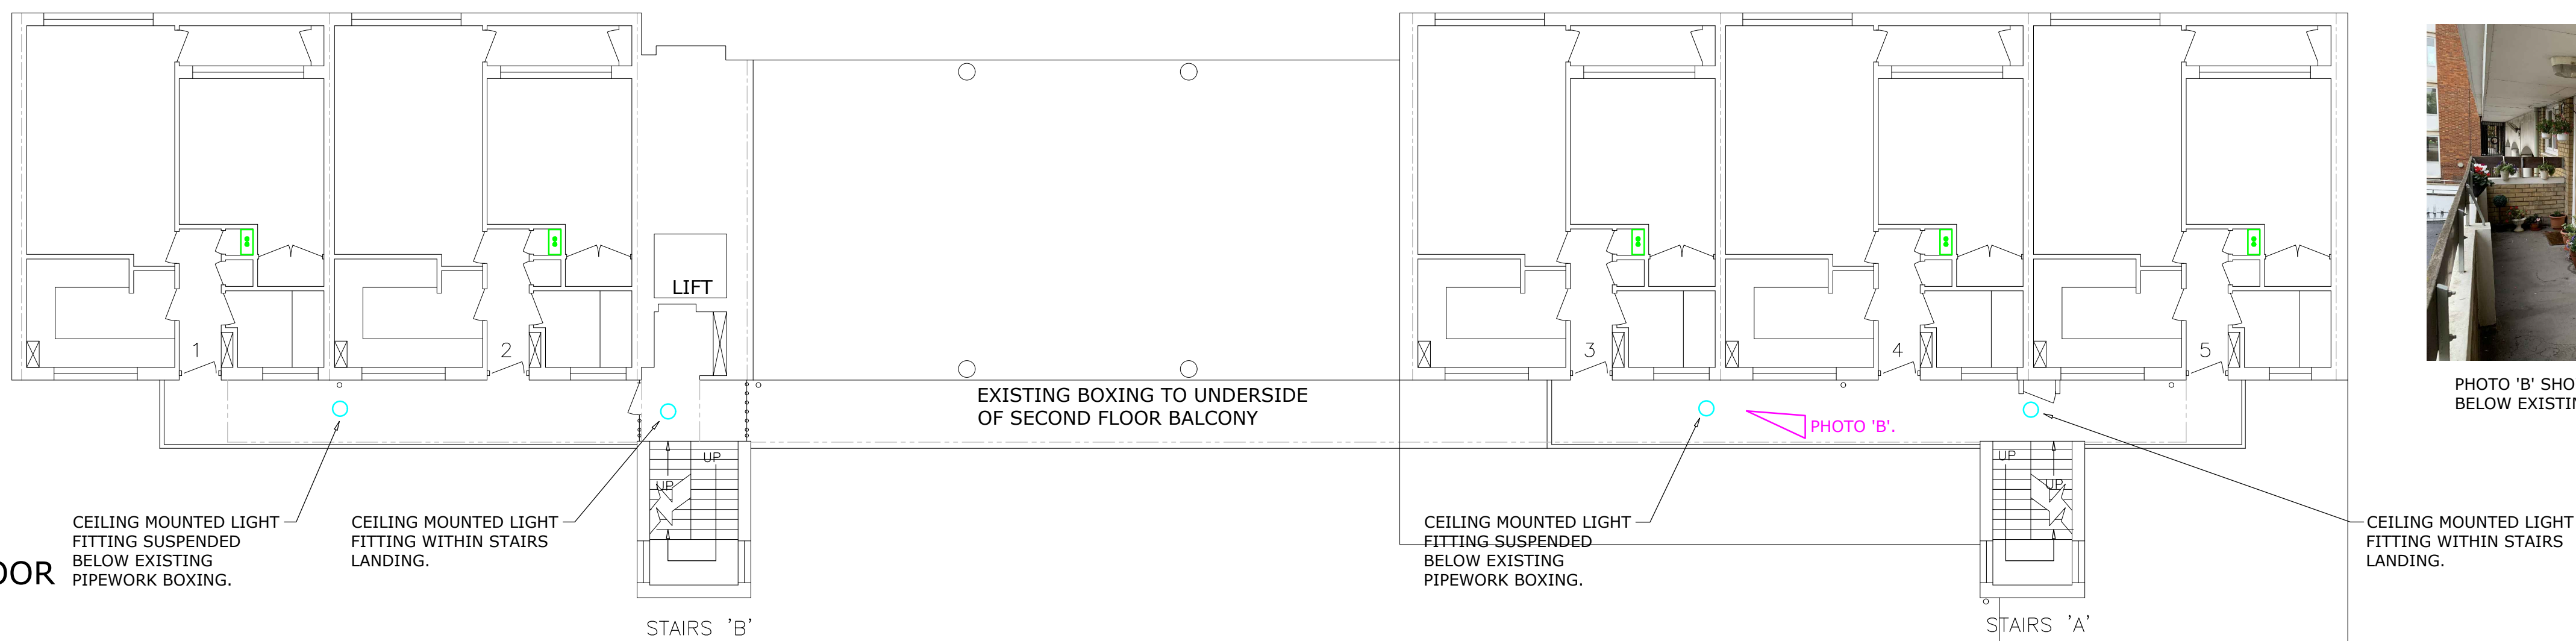 LIFT
1
2
3
4
5
EXISTING BOXING TO UNDERSIDE
OF SECOND FLOOR BALCONY
PHOTO 'B'.
PHOTO 'B' SHO
BELOW EXISTIN
UP
UP
UP
UP
CEILING MOUNTED LIGHT
FITTING SUSPENDED
BELOW EXISTING
PIPEWORK BOXING.
CEILING MOUNTED LIGHT
FITTING WITHIN STAIRS
LANDING.
CEILING MOUNTED LIGHT
FITTING SUSPENDED
BELOW EXISTING
PIPEWORK BOXING.
CEILING MOUNTED LIGHT
FITTING WITHIN STAIRS
LANDING.
OOR
STAIRS 'B'
STAIRS 'A'